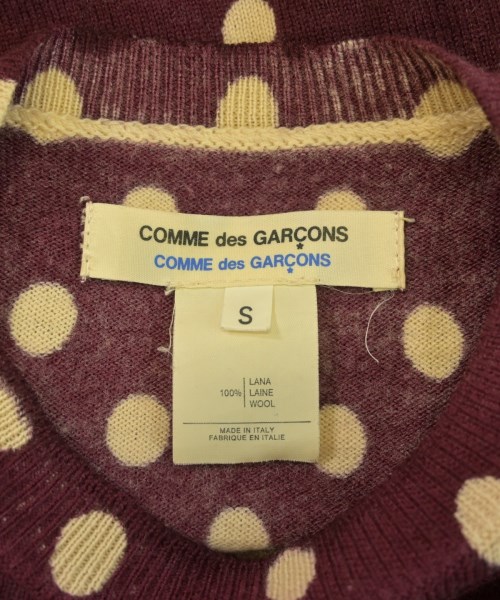 COMME des GARÇONS
COMME des GARÇONS
S
100% LANA
LAINE
WOOL
MADE IN ITALY
FABRIQUE EN ITALIE